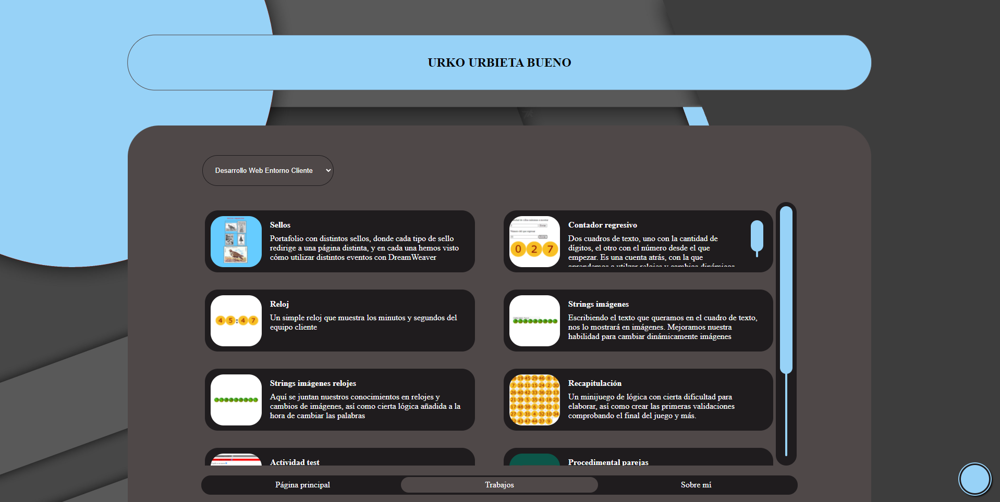 URKO URBIETA BUENO
Desarrollo Web Entorno Cliente
Sellos
Portafolio con distintos sellos, donde cada tipo de sello
redirige a una página distinta, y en cada una hemos visto
cómo utilizar distintos eventos con DreamWeaver
Contador regresivo
Dos cuadros de texto, uno con la cantidad de
dígitos, el otro con el número desde el que
empezar. Es una cuenta atrás, con la que
aprendemos a utilzar relojes y cambios dinámicos
0 2 7
Reloj
Un simple reloj que muestra los minutos y segundos del
equipo cliente
4 5 : 4 7
Strings imágenes
Escribiendo el texto que queramos en el cuadro de texto,
nos lo mostrará en imágenes. Mejoramos nuestra
habilidad para cambiar dinámicamente imágenes
Strings imágenes relojes
Aquí se juntan nuestros conocimientos en relojes y
cambios de imágenes, así como cierta lógica añadida a la
hora de cambiar las palabras
Recapitulación
Un minijuego de lógica con cierta dificultad para
elaborar, así como crear las primeras validaciones
comprobando el final del juego y más.
19 45 29 46 8
7 16 11 15 24 2 30
26 40 42 33 36 23 13
21 39 5 35 41 18 25
17 48 38 6 20 12 1
27 3 31 4 32 10 34
43 47 44 37 9
Actividad test
Procedimental parejas
Página principal
Trabajos
Sobre mí